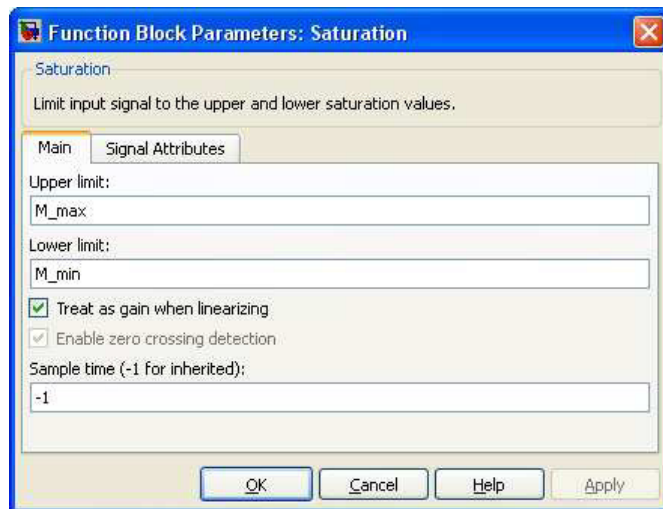 Function Block Parameters: Saturation
Saturation
Limit input signal to the upper and lower saturation values.
Main Signal Attributes
Upper limit:
M_max
Lower limit:
M_min
Treat as gain when linearizing
Enable zero crossing detection
Sample time (-1 for inherited):
-1
OK Cancel Help Apply